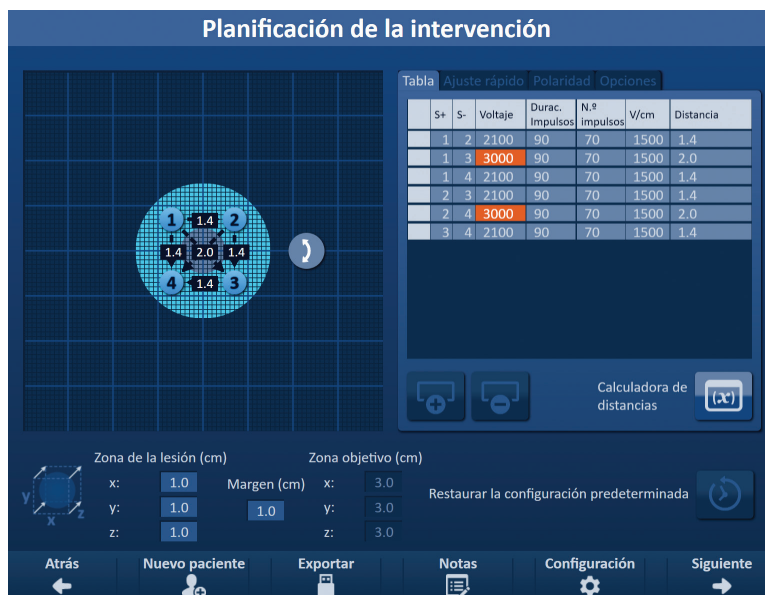 Planificación de la intervención
Tabla Ajuste rápido Polaridad Opciones
S+ S- Voltaje Durac. Impulsos N.º impulsos V/cm Distancia
1 2 2100 90 70 1500 1.4
1 3 3000 90 70 1500 2.0
1 4 2100 90 70 1500 1.4
2 3 2100 90 70 1500 1.4
2 4 3000 90 70 1500 2.0
3 4 2100 90 70 1500 1.4
1 1.4 2
1.4 2.0 1.4
4 1.4 3
Calculadora de
distancias
(x)
Zona de la lesión (cm) Zona objetivo (cm)
x: 1.0 Margen (cm) x: 3.0
y: 1.0 1.0 y: 3.0
z: 1.0 z: 3.0
y x z
Restaurar la configuración predeterminada
Atrás Nuevo paciente Exportar Notas Configuración Siguiente